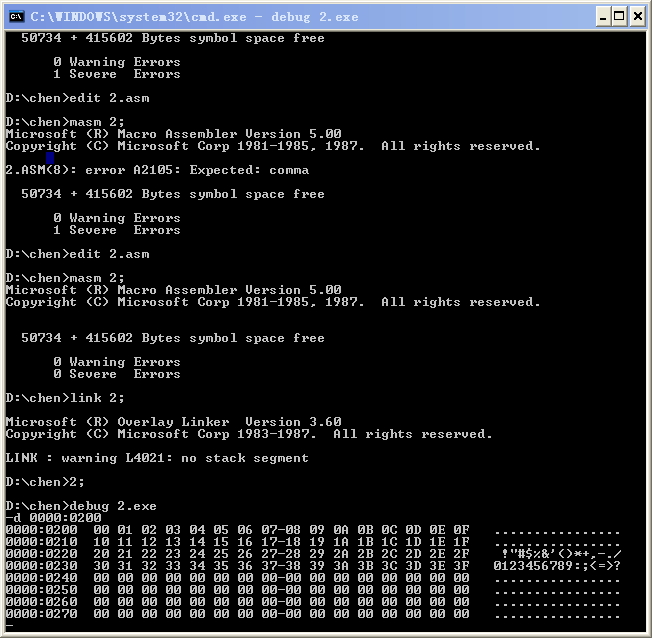 C:\WINDOWS\system32\cmd.exe - debug 2.exe
50734 + 415602 Bytes symbol space free
0 Warning Errors
1 Severe  Errors
D:\chen>edit 2.asm
D:\chen>masm 2;
Microsoft (R) Macro Assembler Version 5.00
Copyright (C) Microsoft Corp 1981-1985, 1987.  All rights reserved.
2.ASM(8): error A2105: Expected: comma
50734 + 415602 Bytes symbol space free
0 Warning Errors
1 Severe  Errors
D:\chen>edit 2.asm
D:\chen>masm 2;
Microsoft (R) Macro Assembler Version 5.00
Copyright (C) Microsoft Corp 1981-1985, 1987.  All rights reserved.
50734 + 415602 Bytes symbol space free
0 Warning Errors
0 Severe  Errors
D:\chen>link 2;
Microsoft (R) Overlay Linker  Version 3.60
Copyright (C) Microsoft Corp 1983-1987.  All rights reserved.
LINK : warning L4021: no stack segment
D:\chen>2;
D:\chen>debug 2.exe
-d 0000:0200
0000:0200  00 01 02 03 04 05 06 07-08 09 0A 0B 0C 0D 0E 0F   ................
0000:0210  10 11 12 13 14 15 16 17-18 19 1A 1B 1C 1D 1E 1F   ................
0000:0220  20 21 22 23 24 25 26 27-28 29 2A 2B 2C 2D 2E 2F    !"#$%&'()*+,-./
0000:0230  30 31 32 33 34 35 36 37-38 39 3A 3B 3C 3D 3E 3F   0123456789:;<=>?
0000:0240  00 00 00 00 00 00 00 00-00 00 00 00 00 00 00 00   ................
0000:0250  00 00 00 00 00 00 00 00-00 00 00 00 00 00 00 00   ................
0000:0260  00 00 00 00 00 00 00 00-00 00 00 00 00 00 00 00   ................
0000:0270  00 00 00 00 00 00 00 00-00 00 00 00 00 00 00 00   ................
-